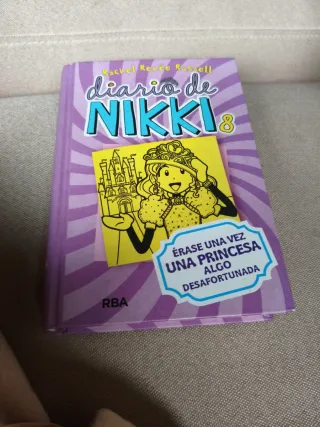 Rachel Renée Russell
diario de
NIKKI 8
ÉRASE UNA VEZ
UNA PRINCESA
ALGO
DESAFORTUNADA
RBA